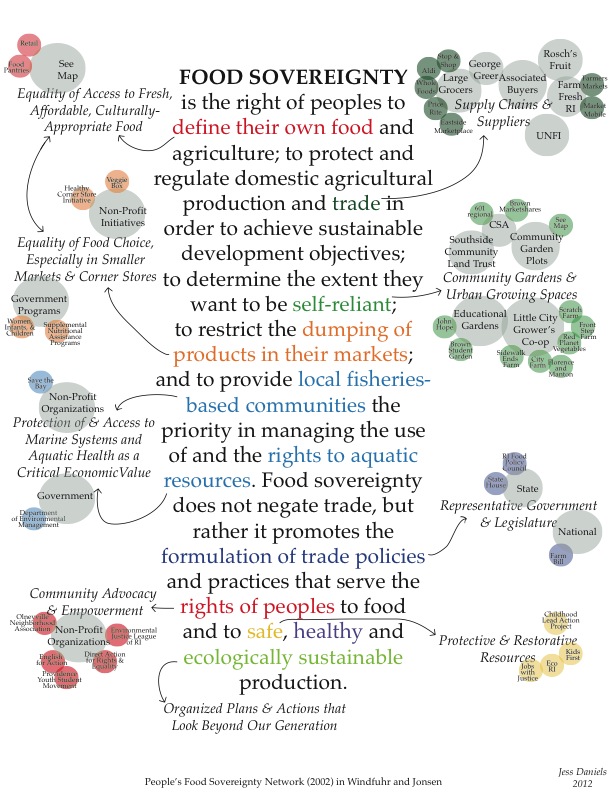 FOOD SOVEREIGNTY
is the right of peoples to
define their own food and
agriculture; to protect and
regulate domestic agricultural
production and trade in
order to achieve sustainable
development objectives;
to determine the extent they
want to be self-reliant;
to restrict the dumping of
products in their markets;
and to provide local fisheries-
based communities the
priority in managing the use
of and the rights to aquatic
resources. Food sovereignty
does not negate trade, but
rather it promotes the
formulation of trade policies
and practices that serve the
rights of peoples to food
and to safe, healthy and
ecologically sustainable
production.
Retail
Food
Pantries
See
Map
Equality of Access to Fresh,
Affordable, Culturally-
Appropriate Food
Veggie
Box
Healthy
Corner Store
Initiative
Non-Profit
Initiatives
Equality of Food Choice,
Especially in Smaller
Markets & Corner Stores
Government
Programs
Women,
Infants, &
Children
Supplemental
Nutritional
Assistance
Programs
Save the
Bay
Non-Profit
Organizations
Protection of & Access to
Marine Systems and
Aquatic Health as a
Critical EconomicValue
Government
Department
of Environmental
Management
Community Advocacy
& Empowerment
Olneyville
Neighborhood
Association
Non-Profit
Organizations
Environmental
Justice League
of RI
English
for Action
Direct Action
for Rights &
Equality
Providence
Youth Student
Movement
Organized Plans & Actions that
Look Beyond Our Generation
Stop &
Shop
Aldi
Whole
Foods
Price
Rite
Eastside
Marketplace
Large
Grocers
George
Greer
Associated
Buyers
Rosch's
Fruit
Farm
Fresh
RI
Farmers
Markets
Market
Mobile
Supply Chains &
Suppliers
UNFI
601
regional
Brown
Marketshares
CSA
See
Map
Southside
Community
Land Trust
Community
Garden
Plots
Community Gardens &
Urban Growing Spaces
John
Hope
Educational
Gardens
Brown
Student
Garden
Little City
Grower's
Co-op
Scratch
Farm
Front
Step
Farm
Red
Planet
Vegetables
Sidewalk
Ends
Farm
City
Farm
Florence
and
Manton
RI Food
Policy
Council
State
House
State
Representative Government
& Legislature
National
Farm
Bill
Childhood
Lead Action
Project
Protective & Restorative
Resources
Kids
First
Eco
RI
Jobs
with
Justice
People's Food Sovereignty Network (2002) in Windfuhr and Jonsen
Jess Daniels
2012